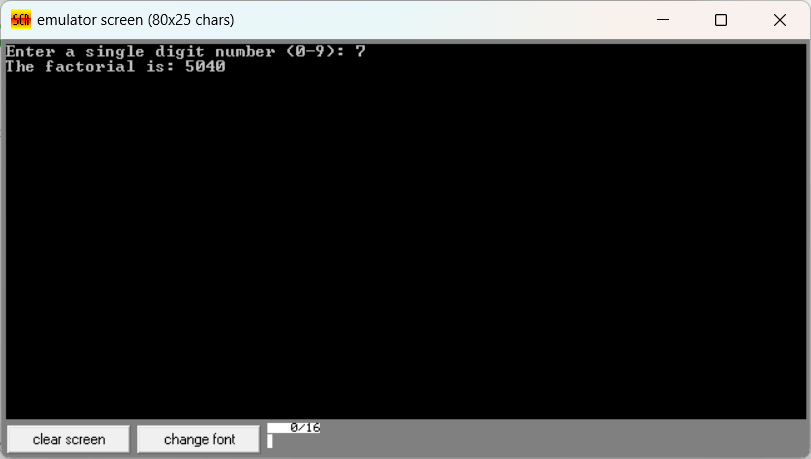 SCR emulator screen (80x25 chars)
Enter a single digit number (0-9): 7
The factorial is: 5040
clear screen
change font
0/16